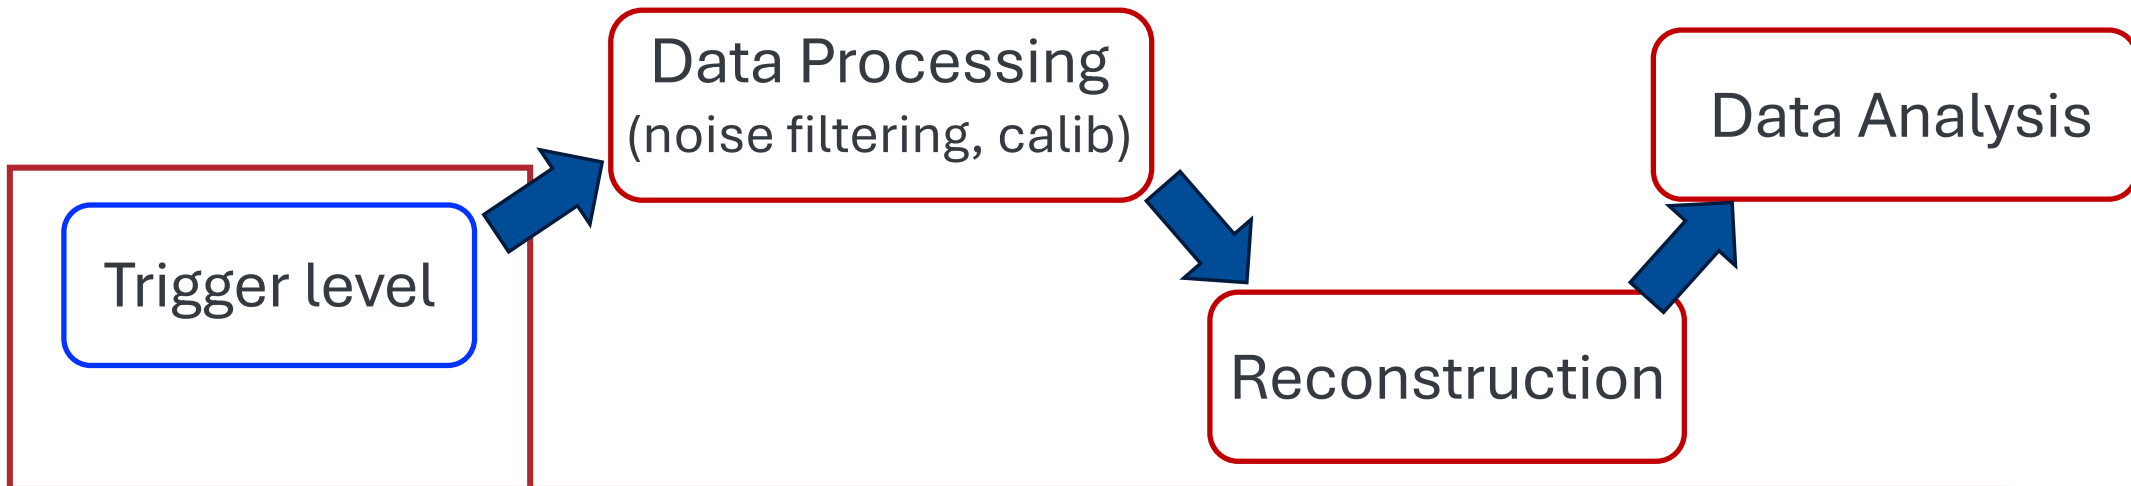 Data Processing
(noise filtering, calib)
Data Analysis
Trigger level
Reconstruction